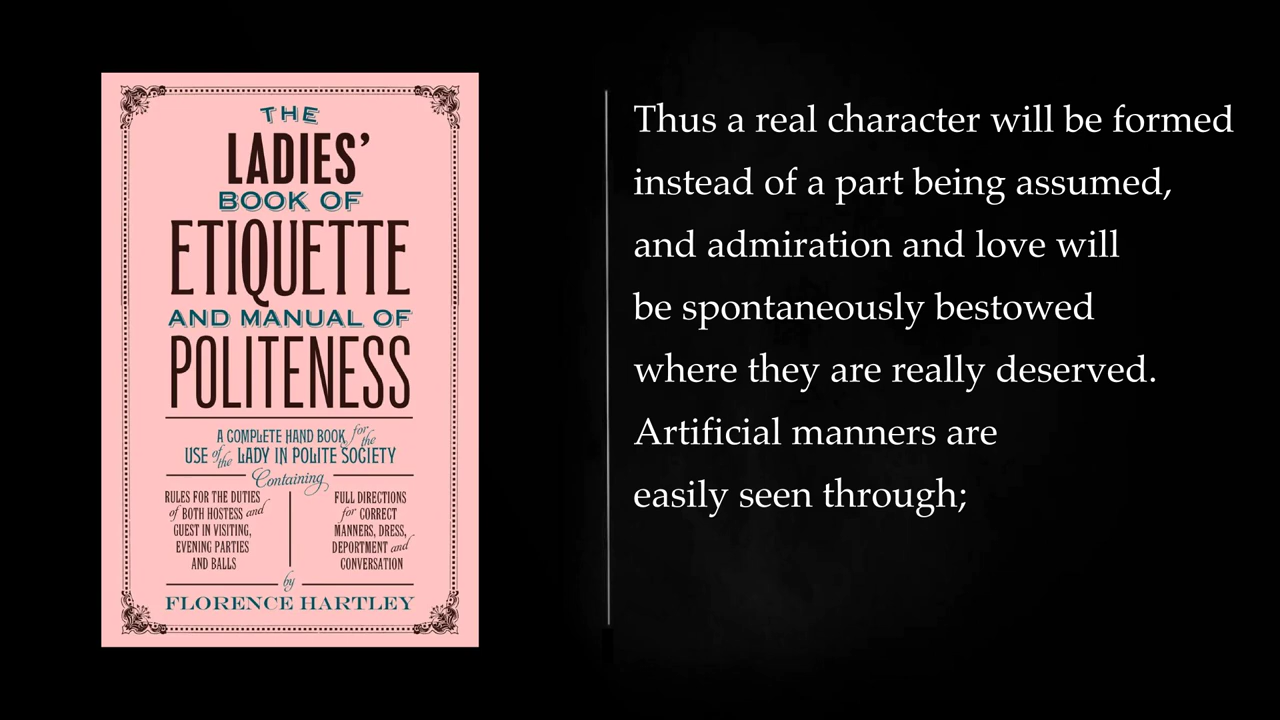 THE
LADIES'
BOOK OF
ETIQUETTE
AND MANUAL OF
POLITENESS
A COMPLETE HAND BOOK for the
USE of the LADY IN POLITE SOCIETY
Containing
RULES FOR THE DUTIES
of BOTH HOSTESS and
GUEST IN VISITING,
EVENING PARTIES
AND BALLS
FULL DIRECTIONS
for CORRECT
MANNERS, DRESS,
DEPORTMENT and
CONVERSATION
by
FLORENCE HARTLEY
Thus a real character will be formed
instead of a part being assumed,
and admiration and love will
be spontaneously bestowed
where they are really deserved.
Artificial manners are
easily seen through;